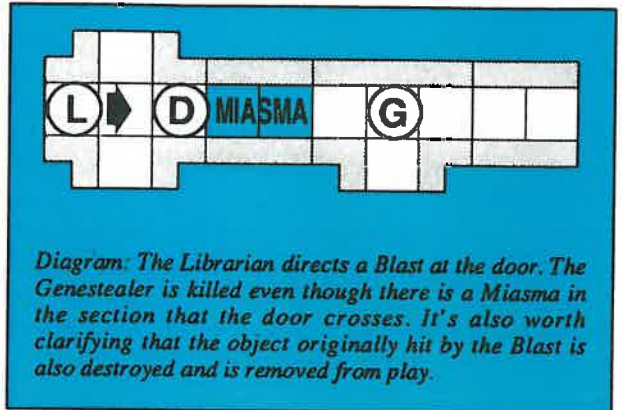 L D MIASMA G
Diagram: The Librarian directs a Blast at the door. The
Genestealer is killed even though there is a Miasma in
the section that the door crosses. It's also worth
clarifying that the object originally hit by the Blast is
also destroyed and is removed from play.